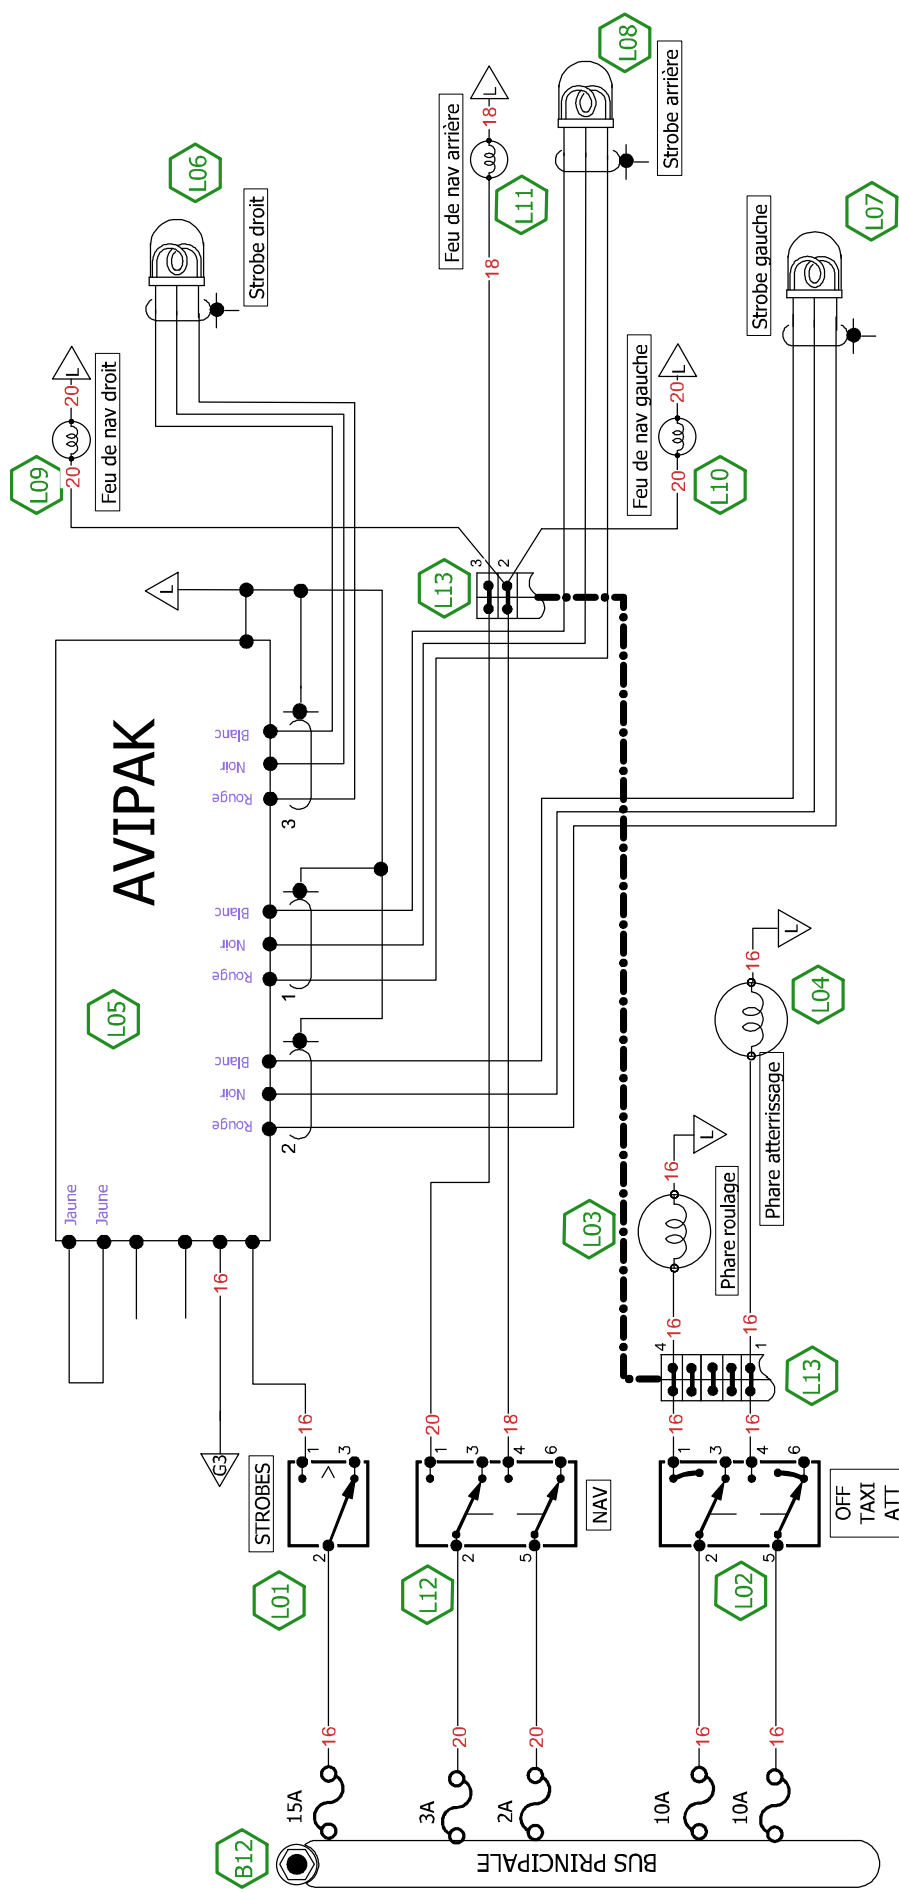 L08
Strobe arrière
L
18
Feu de nav arrière
L11
18
L06
Strobe droit
L07
Strobe gauche
L
20
Feu de nav droit
L09
20
L
20
Feu de nav gauche
L10
20
L13
3
2
L
AVIPAK
L05
Blanc
Noir
Rouge
3
Blanc
Noir
Rouge
1
Blanc
Noir
Rouge
2
Jaune
Jaune
16
G3
L
16
L04
Phare atterrissage
L
16
L03
Phare roulage
16
16
4
1
L13
16
16
16
20
18
STROBES
1
3
2
L01
1
3
4
6
2
5
NAV
L12
1
3
4
6
2
5
OFF
TAXI
ATT
L02
16
20
20
16
16
15A
3A
2A
10A
10A
B12
BUS PRINCIPALE